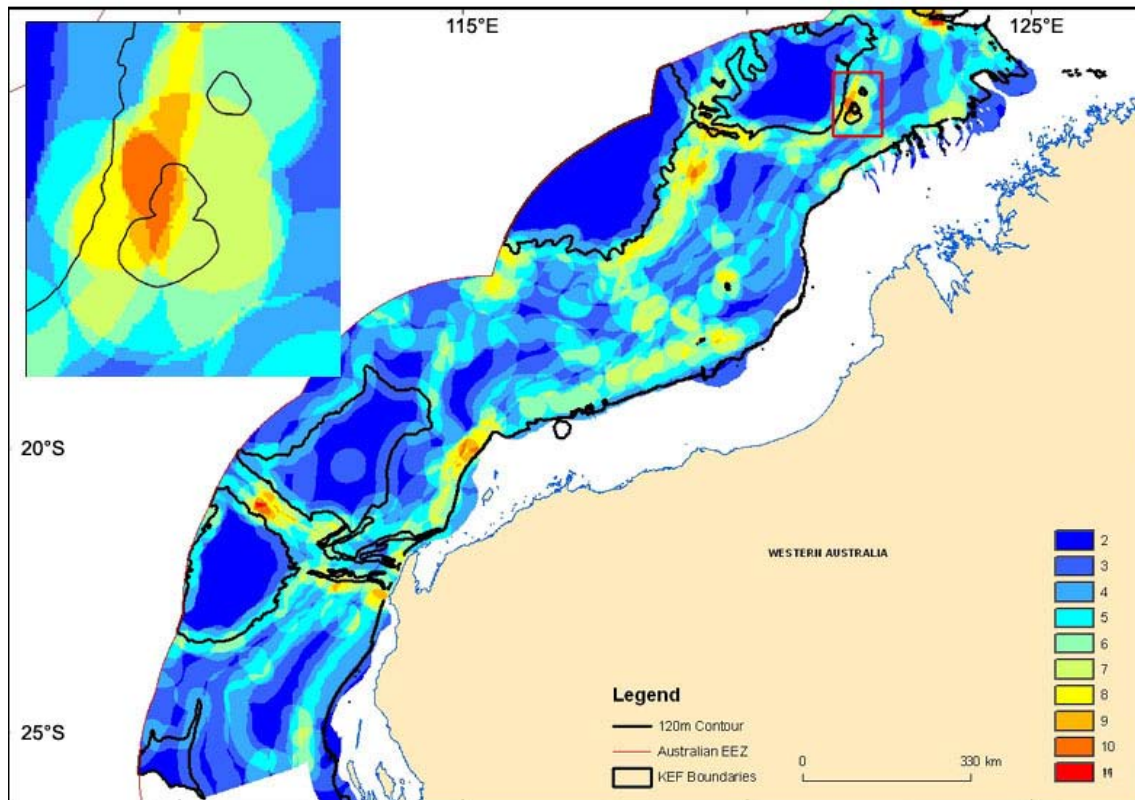 115°E
125°E
20°S
25°S
WESTERN AUSTRALIA
Legend
120m Contour
Australian EEZ
KEF Boundaries
0 330 km
2
3
4
5
6
7
8
9
10
11